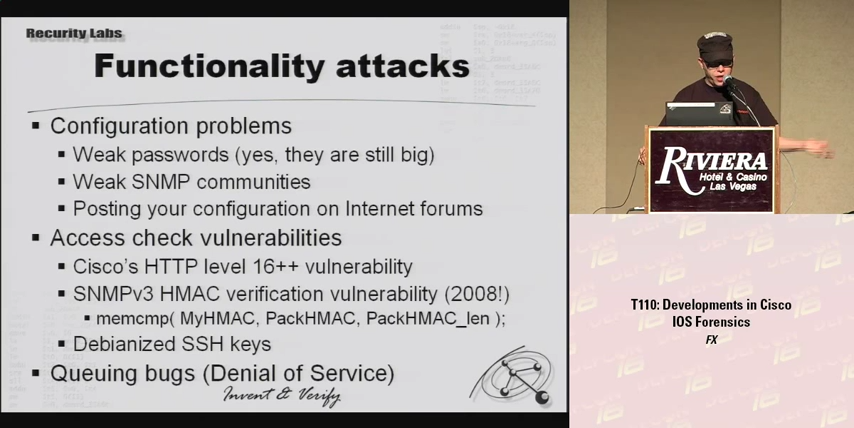 Recurity Labs
Functionality attacks
▪ Configuration problems
▪ Weak passwords (yes, they are still big)
▪ Weak SNMP communities
▪ Posting your configuration on Internet forums
▪ Access check vulnerabilities
▪ Cisco's HTTP level 16++ vulnerability
▪ SNMPv3 HMAC verification vulnerability (2008!)
▪ memcmp( MyHMAC, PackHMAC, PackHMAC_len );
▪ Debianized SSH keys
▪ Queuing bugs (Denial of Service)
Invent & Verify
RIVIERA
Hotel & Casino
Las Vegas
T110: Developments in Cisco
IOS Forensics
FX